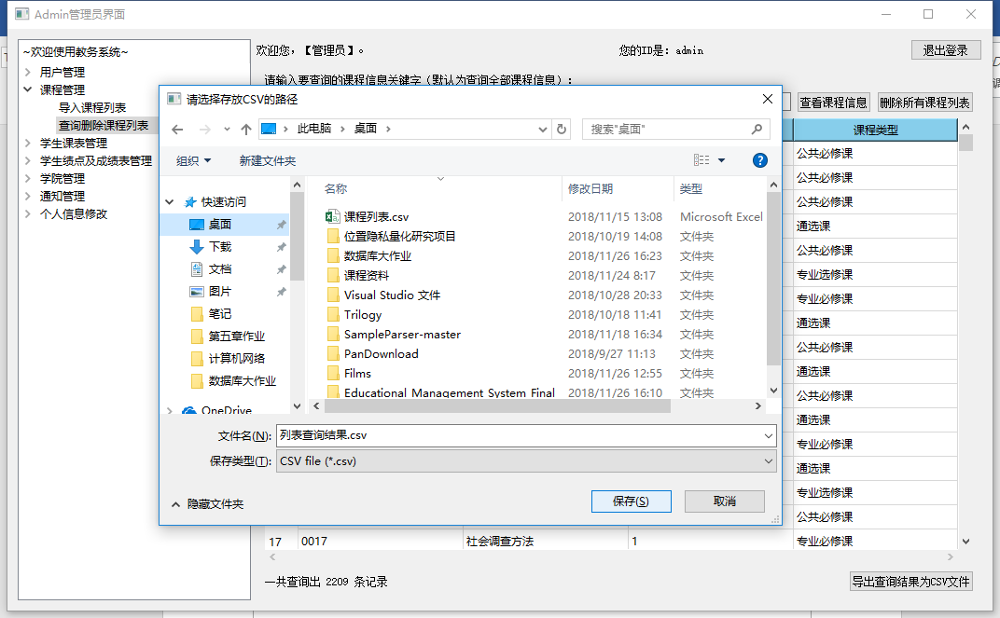 Admin管理员界面
~欢迎使用教务系统~
用户管理
课程管理
导入课程列表
查询删除课程列表
学生课表管理
学生绩点及成绩表管理
学院管理
通知管理
个人信息修改
欢迎您，【管理员】。
您的ID是: admin
退出登录
请输入要查询的课程信息关键字（默认为查询全部课程信息）:
查看课程信息
删除所有课程列表
请选择存放CSV的路径
此电脑
桌面
搜索"桌面"
组织
新建文件夹
快速访问
桌面
下载
文档
图片
笔记
第五章作业
计算机网络
数据库大作业
OneDrive
名称 修改日期 类型
课程列表.csv 2018/11/15 13:08 Microsoft Excel
位置隐私量化研究项目 2018/10/19 14:08 文件夹
数据库大作业 2018/11/26 16:23 文件夹
课程资料 2018/11/24 8:17 文件夹
Visual Studio 文件 2018/10/28 20:33 文件夹
Trilogy 2018/10/18 11:41 文件夹
SampleParser-master 2018/11/18 16:34 文件夹
PanDownload 2018/9/27 11:13 文件夹
Films 2018/11/26 12:55 文件夹
Educational Management System Final 2018/11/26 16:10 文件夹
文件名(N): 列表查询结果.csv
保存类型(T): CSV file (*.csv)
隐藏文件夹
保存(S)
取消
课程类型
公共必修课
公共必修课
公共必修课
通选课
公共必修课
专业选修课
专业必修课
通选课
公共必修课
通选课
公共必修课
通选课
专业必修课
通选课
专业选修课
公共必修课
17 0017 社会调查方法 1 专业必修课
一共查询出 2209 条记录
导出查询结果为CSV文件